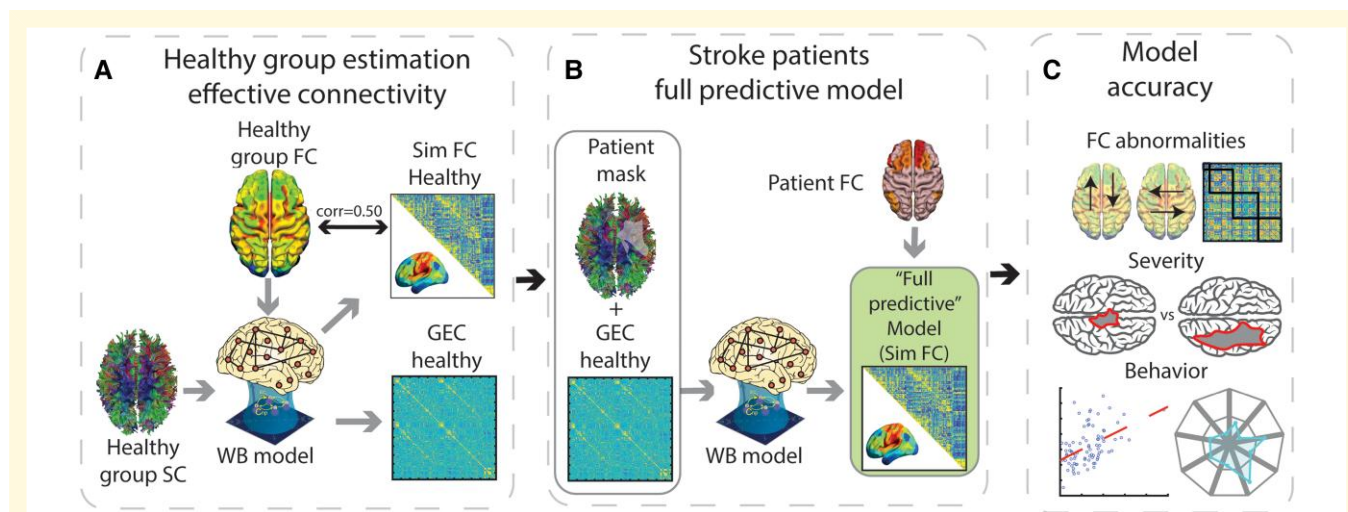 A
Healthy group estimation
effective connectivity
Healthy
group FC
Sim FC
Healthy
corr=0.50
GEC
healthy
Healthy
group SC
WB model
B
Stroke patients
full predictive model
Patient
mask
+
GEC
healthy
WB model
Patient FC
“Full
predictive”
Model
(Sim FC)
C
Model
accuracy
FC abnormalities
Severity
vs
Behavior